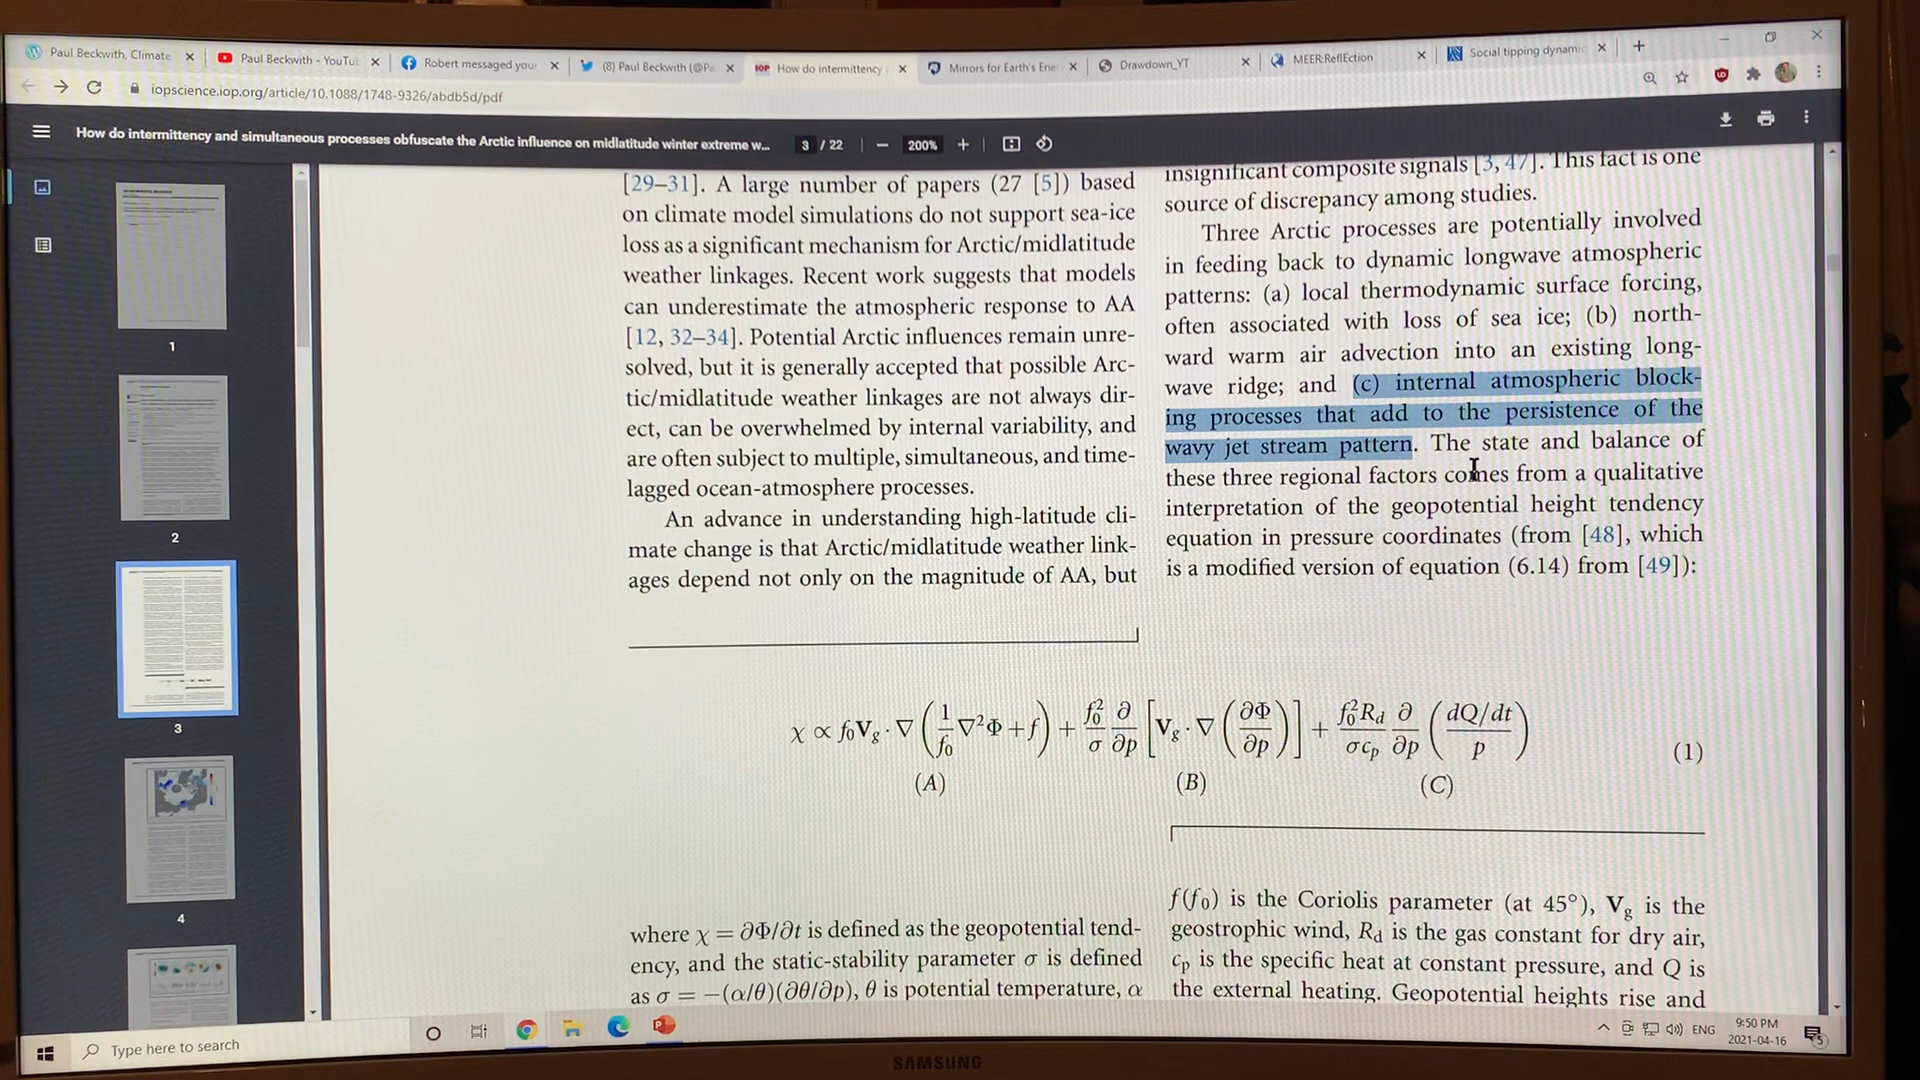 Paul Beckwith, Climate
Paul Beckwith - YouTu
Robert messaged your
(8) Paul Beckwith (@Pa
IOP How do intermittency
Mirrors for Earth's Ene
Drawdown_YT
MEER:ReflEction
Social tipping dynamic
iopscience.iop.org/article/10.1088/1748-9326/abdb5d/pdf
How do intermittency and simultaneous processes obfuscate the Arctic influence on midlatitude winter extreme w...
3 / 22
200%
1
2
3
4
[29–31]. A large number of papers (27 [5]) based
on climate model simulations do not support sea-ice
loss as a significant mechanism for Arctic/midlatitude
weather linkages. Recent work suggests that models
can underestimate the atmospheric response to AA
[12, 32–34]. Potential Arctic influences remain unre-
solved, but it is generally accepted that possible Arc-
tic/midlatitude weather linkages are not always dir-
ect, can be overwhelmed by internal variability, and
are often subject to multiple, simultaneous, and time-
lagged ocean-atmosphere processes.
An advance in understanding high-latitude cli-
mate change is that Arctic/midlatitude weather link-
ages depend not only on the magnitude of AA, but
insignificant composite signals [3, 47]. This fact is one
source of discrepancy among studies.
Three Arctic processes are potentially involved
in feeding back to dynamic longwave atmospheric
patterns: (a) local thermodynamic surface forcing,
often associated with loss of sea ice; (b) north-
ward warm air advection into an existing long-
wave ridge; and (c) internal atmospheric block-
ing processes that add to the persistence of the
wavy jet stream pattern. The state and balance of
these three regional factors comes from a qualitative
interpretation of the geopotential height tendency
equation in pressure coordinates (from [48], which
is a modified version of equation (6.14) from [49]):
χ ∝ f₀V_g · ∇ (1/f₀ ∇²Φ + f) + f₀²/σ ∂/∂p [V_g · ∇ (∂Φ/∂p)] + f₀²R_d/σc_p ∂/∂p ((dQ/dt)/p) (1)
(A) (B) (C)
where χ = ∂Φ/∂t is defined as the geopotential tend-
ency, and the static-stability parameter σ is defined
as σ = −(α/θ)(∂θ/∂p), θ is potential temperature, α
f(f₀) is the Coriolis parameter (at 45°), V_g is the
geostrophic wind, R_d is the gas constant for dry air,
c_p is the specific heat at constant pressure, and Q is
the external heating. Geopotential heights rise and
Type here to search
ENG
9:50 PM
2021-04-16
5
SAMSUNG